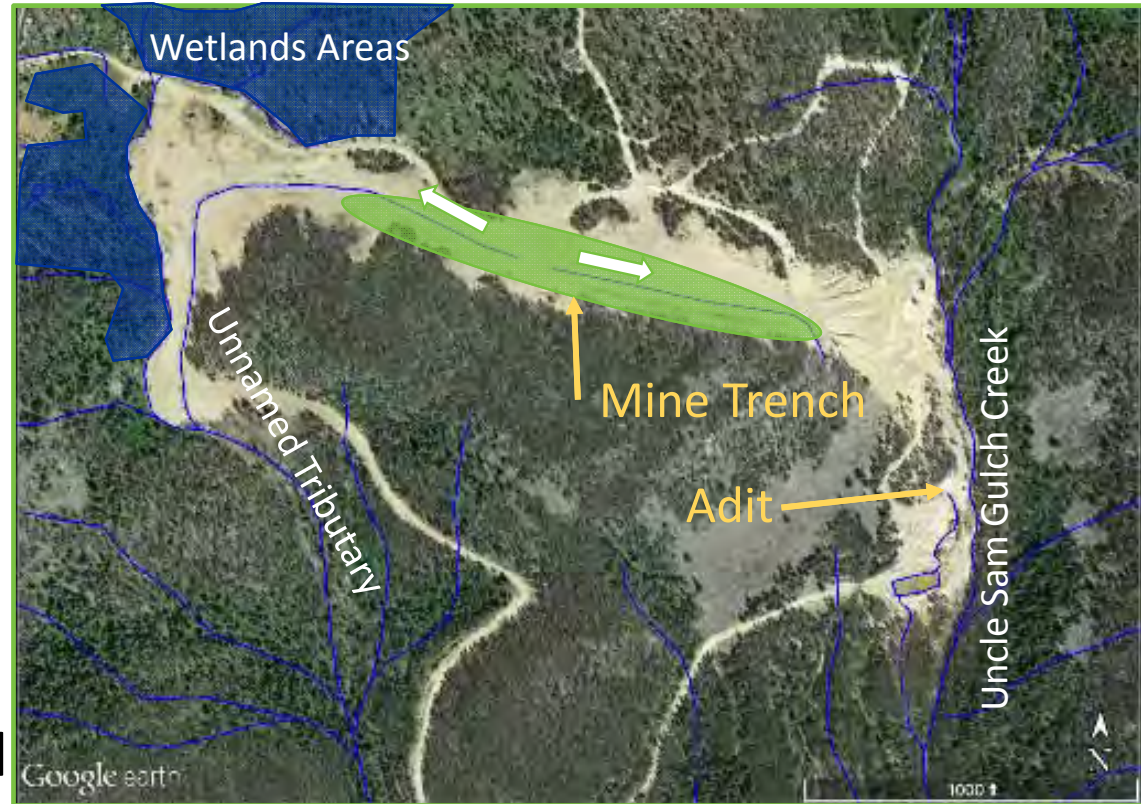 Wetlands Areas
Unnamed Tributary
Mine Trench
Adit
Uncle Sam Gulch Creek
Google earth
N
1000 ft